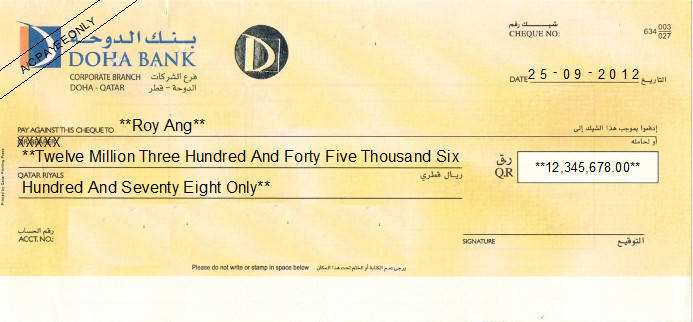 A/C PAYEE ONLY
بنك الدوحة
DOHA BANK
CORPORATE BRANCH فرع الشركات
DOHA - QATAR الدوحة - قطر
شيك رقم
CHEQUE NO:
634 003
027
DATE 25-09-2012 التاريخ
PAY AGAINST THIS CHEQUE TO **Roy Ang** إدفعوا بموجب هذا الشيك إلى
XXXXX أو لحامله
**Twelve Million Three Hundred And Forty Five Thousand Six
QATAR RIYALS ريال قطري
Hundred And Seventy Eight Only**
ر.ق
Q.R **12,345,678.00**
رقم الحساب
ACCT. NO.:
SIGNATURE التوقيع
Please do not write or stamp in space below يرجى عدم الكتابة أو الختم تحت هذا المكان